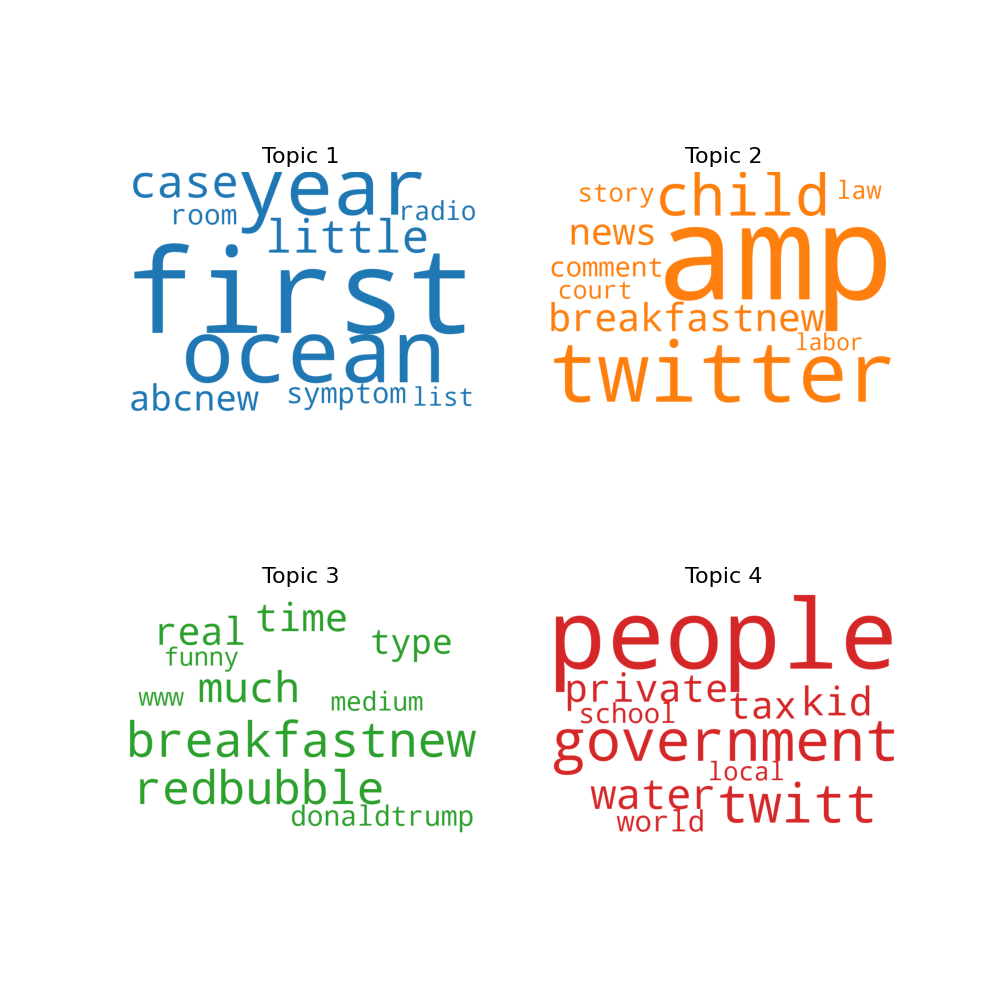 Topic 1
case year
room radio
little
first
ocean
abcnew symptom list
Topic 2
story child law
news amp
comment
court
breakfastnew
labor
twitter
Topic 3
real time type
funny
www much medium
breakfastnew
redbubble
donaldtrump
Topic 4
people
private tax kid
school
government
local
water twitt
world